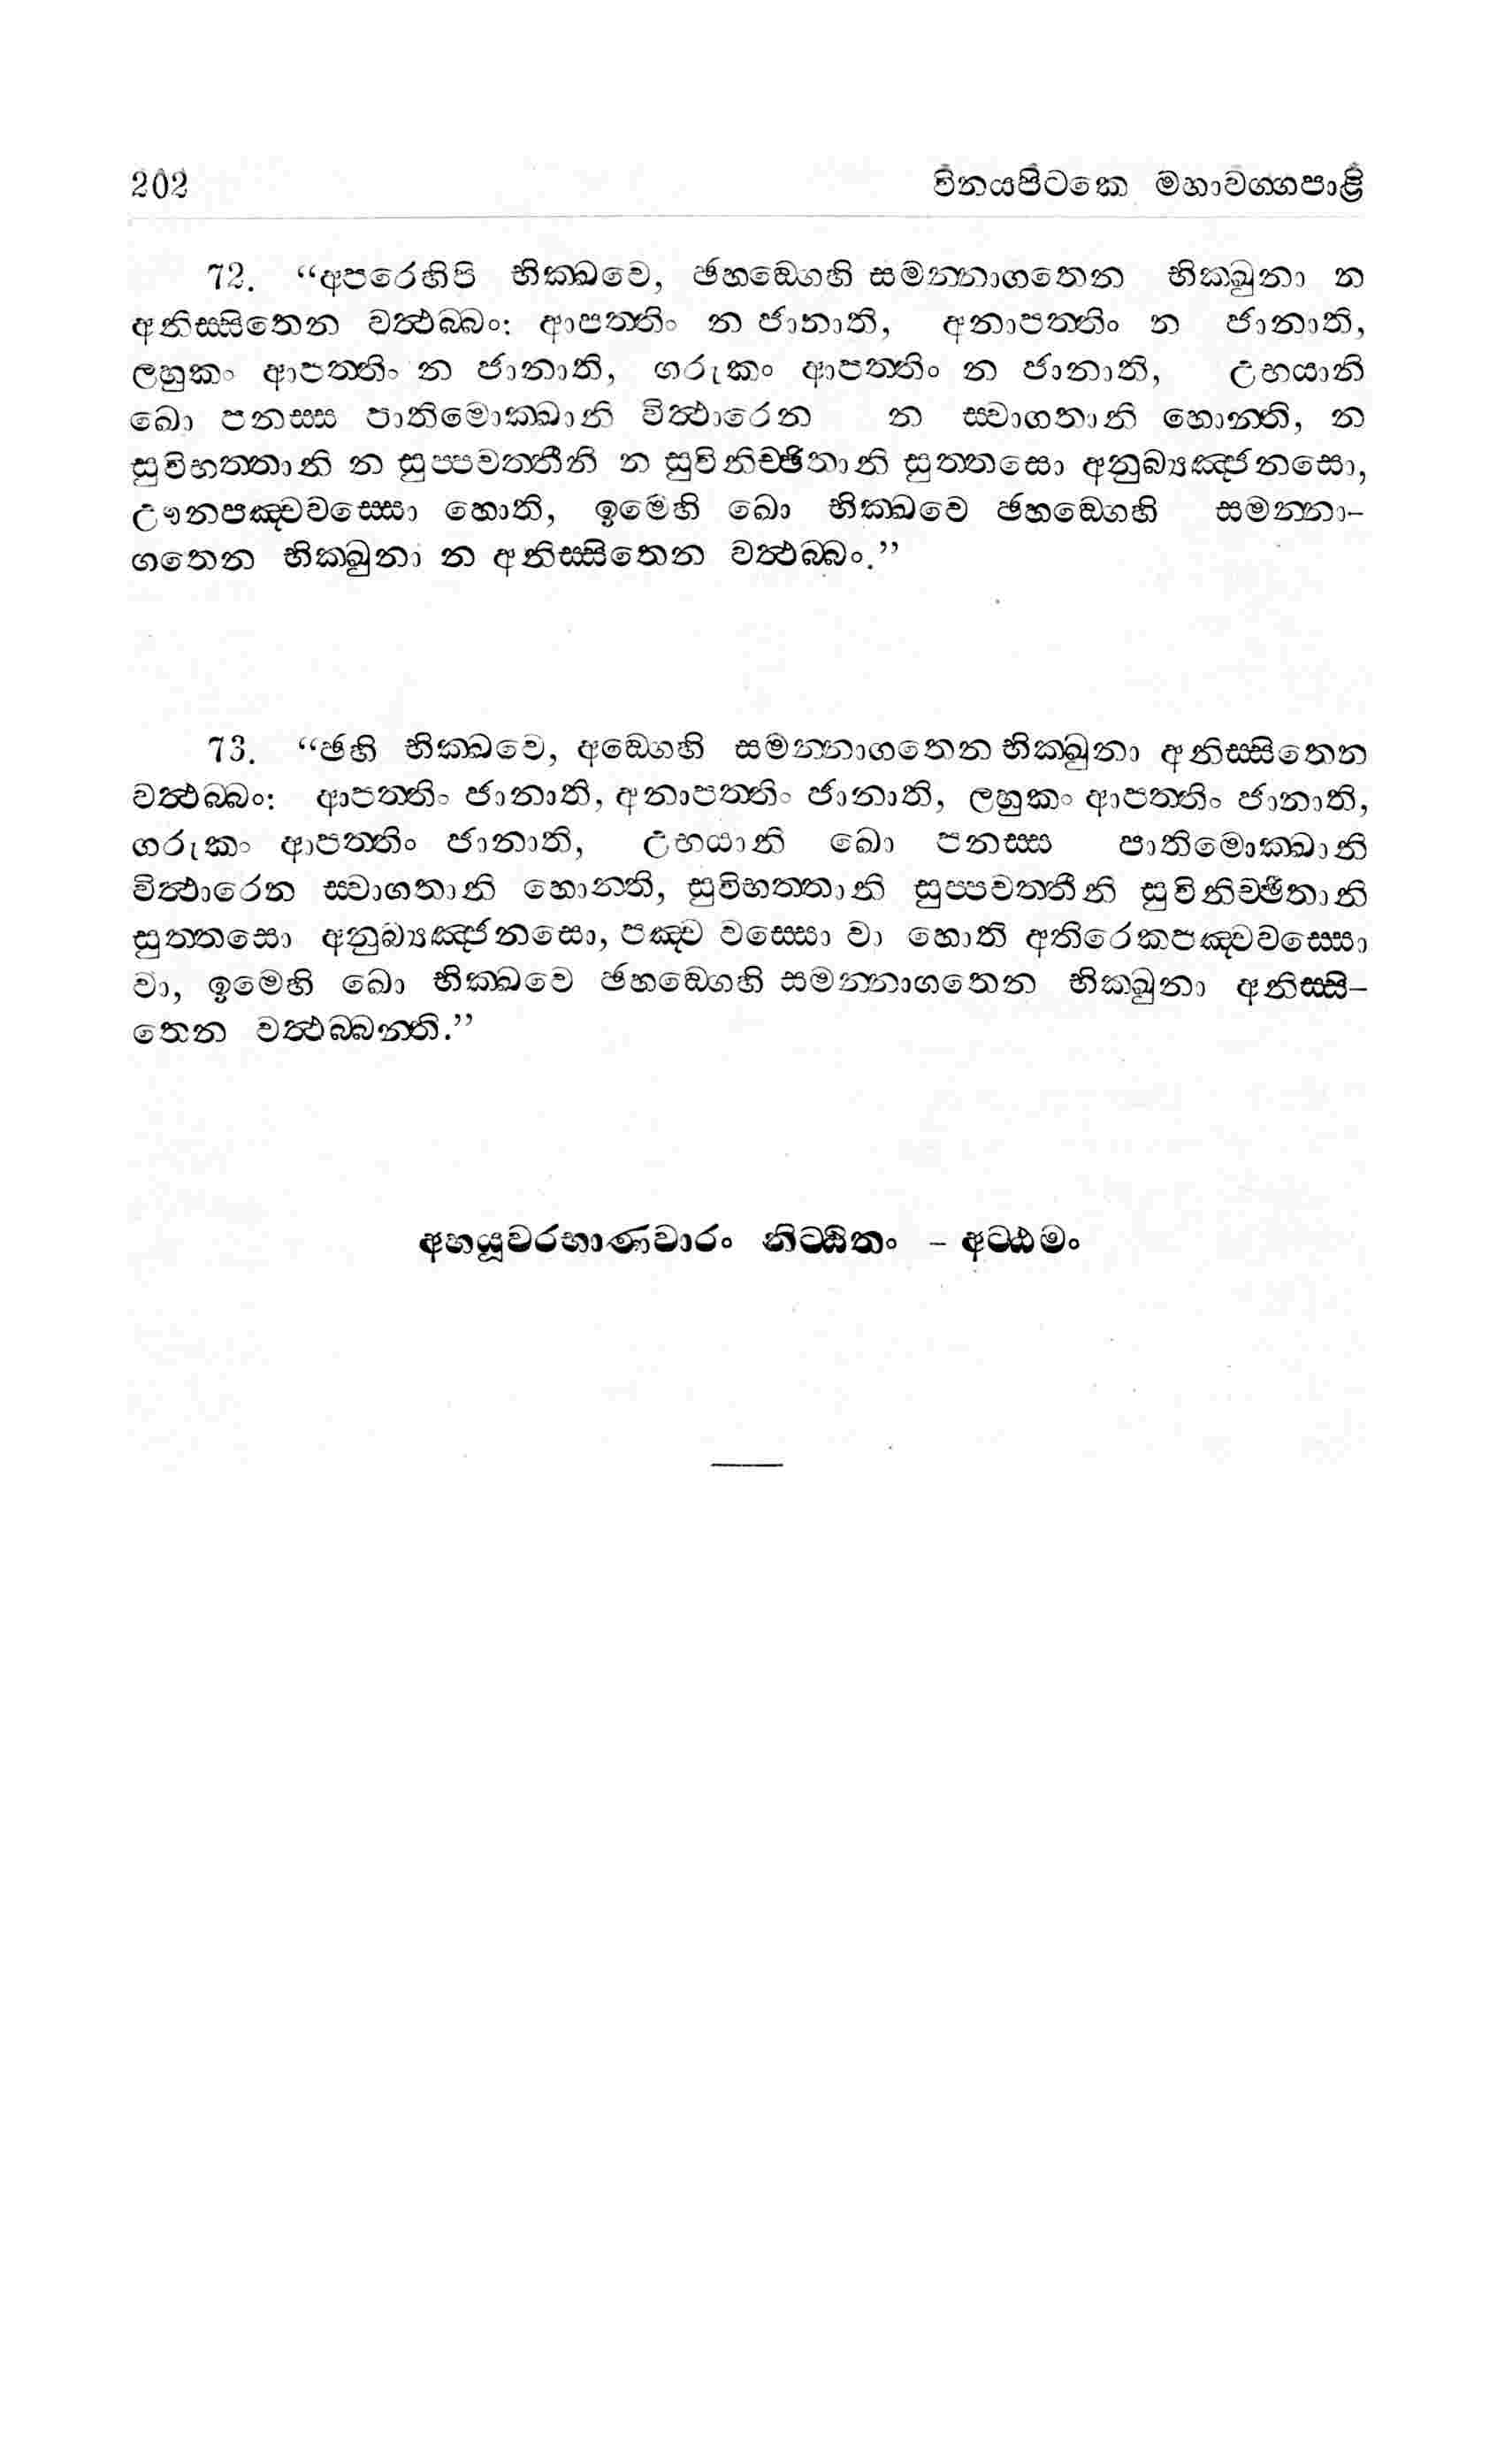 202 විනයපිටකෙ මහාවග්ගපාළි
72. “අපරෙහිපි භික්ඛවෙ, ඡහඞ්ගෙහි සමන්නාගතෙන භික්ඛුනා න
අනිස්සිතෙන වත්ථබ්බං: ආපත්තිං න ජානාති, අනාපත්තිං න ජානාති,
ලහුකං ආපත්තිං න ජානාති, ගරුකං ආපත්තිං න ජානාති, උභයානි
ඛො පනස්ස පාතිමොක්ඛානි විත්ථාරෙන න ස්වාගතානි හොන්ති, න
සුවිභත්තානි න සුප්පවත්තීනි න සුවිනිච්ඡිතානි සුත්තසො අනුබ්‍යඤ්ජනසො,
ඌනපඤ්චවස්සො හොති, ඉමෙහි ඛො භික්ඛවෙ ඡහඞ්ගෙහි සමන්නා-
ගතෙන භික්ඛුනා න අනිස්සිතෙන වත්ථබ්බං.”
73. “ඡහි භික්ඛවෙ, අඞ්ගෙහි සමන්නාගතෙන භික්ඛුනා අනිස්සිතෙන
වත්ථබ්බං: ආපත්තිං ජානාති, අනාපත්තිං ජානාති, ලහුකං ආපත්තිං ජානාති,
ගරුකං ආපත්තිං ජානාති, උභයානි ඛො පනස්ස පාතිමොක්ඛානි
විත්ථාරෙන ස්වාගතානි හොන්ති, සුවිභත්තානි සුප්පවත්තීනි සුවිනිච්ඡිතානි
සුත්තසො අනුබ්‍යඤ්ජනසො, පඤ්ච වස්සො වා හොති අතිරෙකපඤ්චවස්සො
වා, ඉමෙහි ඛො භික්ඛවෙ ඡහඞ්ගෙහි සමන්නාගතෙන භික්ඛුනා අනිස්සි-
තෙන වත්ථබ්බන්ති.”
අභයූවරභාණවාරං නිට්ඨිතං - අට්ඨමං